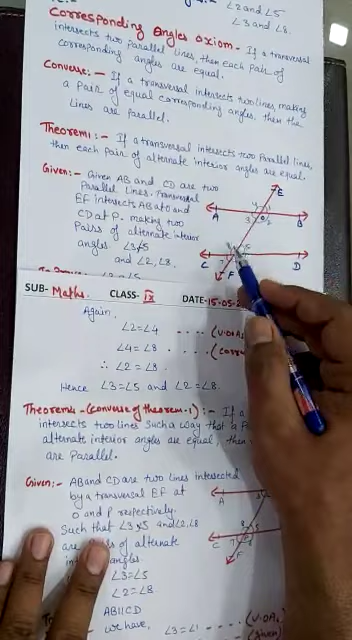 ∠2 and ∠5
∠3 and ∠8.
Corresponding Angles axiom:- If a transversal
intersects two parallel lines, then each pair of
corresponding angles are equal.
Converse:- If a transversal intersects two lines, making
a pair of equal corresponding angles, then the
lines are parallel.
Theorem 1:- If a transversal intersects two Parallel lines,
then each Pair of alternate interior angles are equal.
Given:- Given AB and CD are two
Parallel Lines. Transversal
EF intersects AB at O and
CD at P. making two
Pairs of alternate interior
angles. ∠3,∠5
and ∠2,∠8.
E
A
B
C
D
F
SUB- Maths. CLASS- IX DATE- 15-05-
Again,
∠2=∠4 .... (V.O.A
∠4=∠8 .... (corr
∴ ∠2=∠8
Hence ∠3=∠5 and ∠2=∠8.
Theorem- (converse of theorem-1):- If a
intersects two lines Such a way that a P
alternate interior angles are equal, then
are Parallel.
Given:- AB and CD are two lines intersected
by a transversal EF at
O and P respectively.
Such that ∠3,∠5 and ∠2,∠8
are of alternate
angles.
∠3=∠5
∠2=∠8
A
C
F
AB||CD
we have,
∠3=∠1 .... (V.O.A.
(Given)